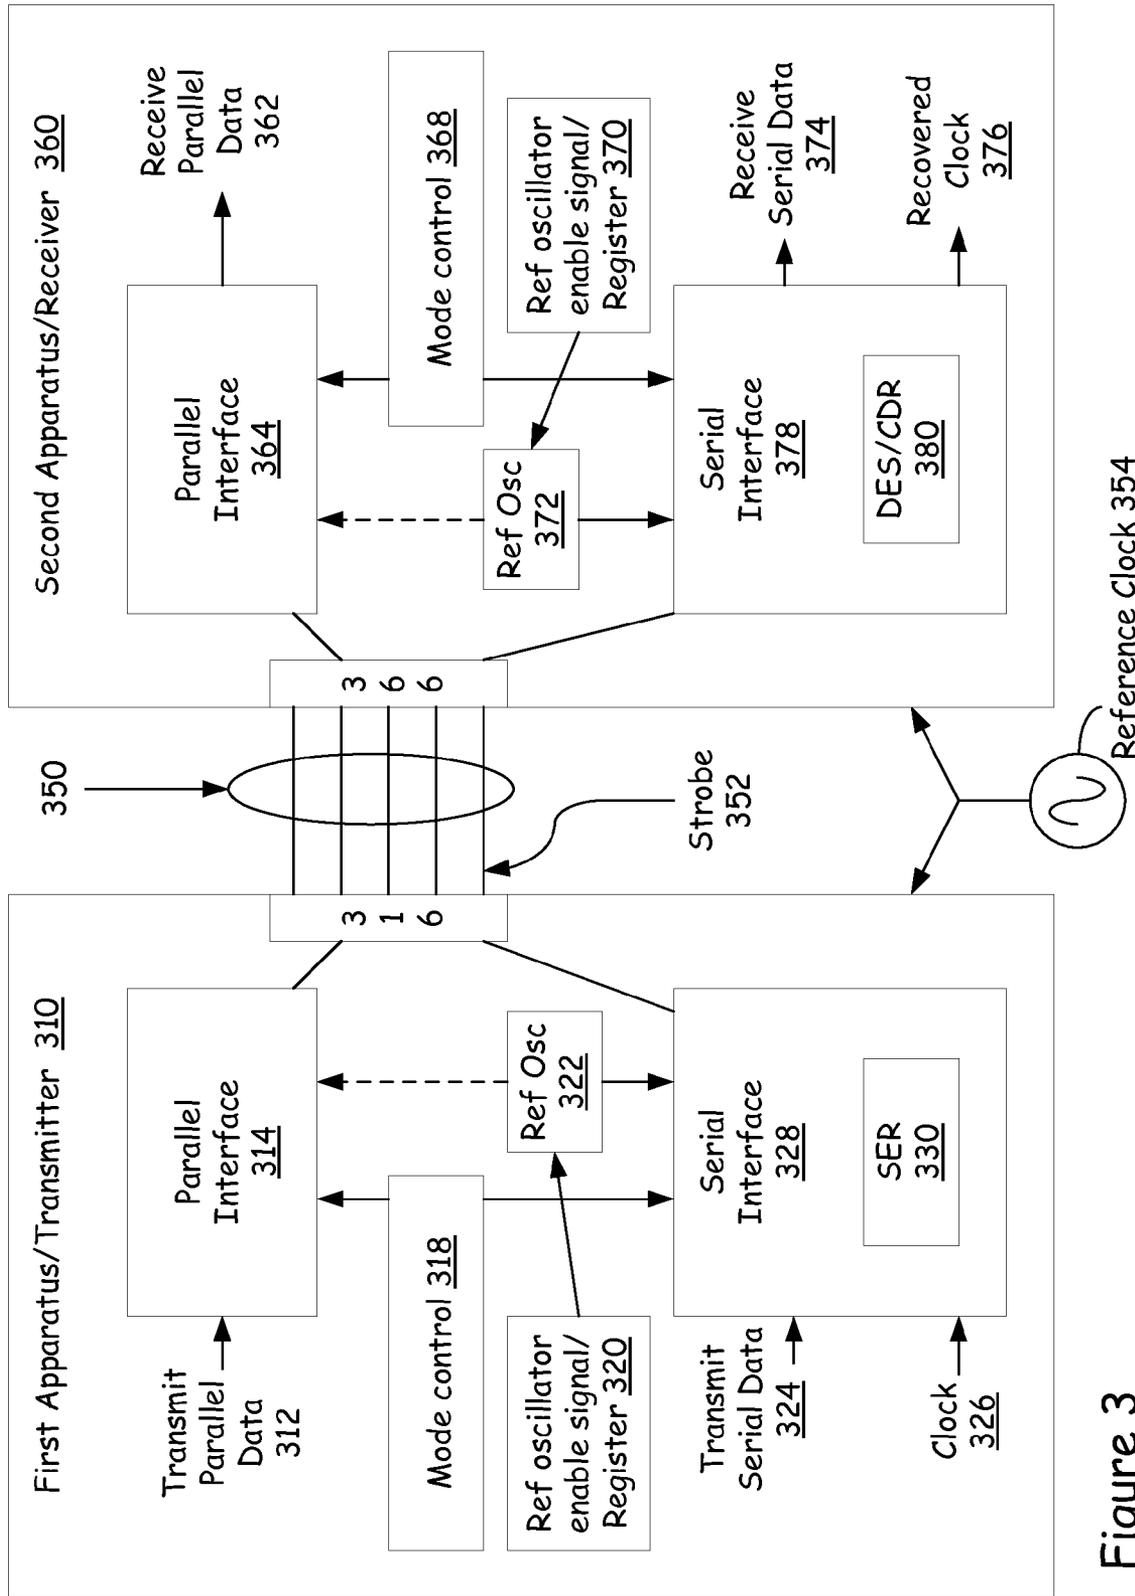 First Apparatus/Transmitter 310
Transmit
Parallel
Data
312
Parallel
Interface
314
Mode control 318
Ref oscillator
enable signal/
Register 320
Ref Osc
322
Transmit
Serial Data
324
Clock
326
Serial
Interface
328
SER
330
3
1
6
350
Strobe
352
Second Apparatus/Receiver 360
3
6
6
Parallel
Interface
364
Receive
Parallel
Data
362
Mode control 368
Ref oscillator
enable signal/
Register 370
Ref Osc
372
Serial
Interface
378
DES/CDR
380
Receive
Serial Data
374
Recovered
Clock
376
Reference Clock 354
Figure 3